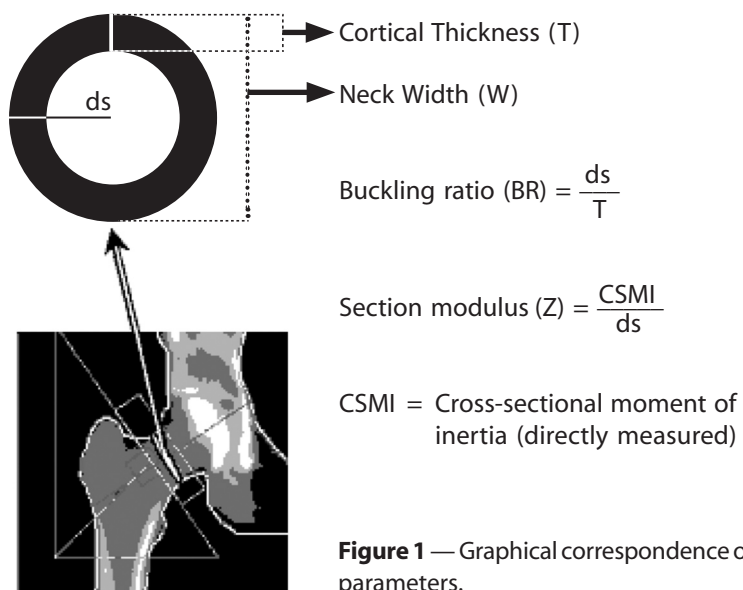 Cortical Thickness (T)
ds
Neck Width (W)
Buckling ratio (BR) = ds
T
Section modulus (Z) = CSMI
ds
CSMI = Cross-sectional moment of
inertia (directly measured)
Figure 1 — Graphical correspondence
parameters.